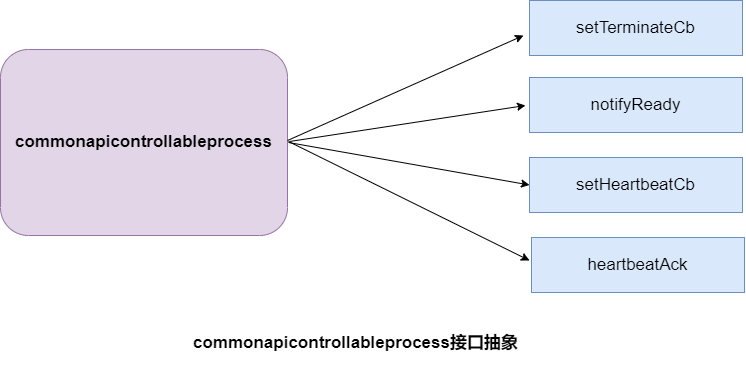 setTerminateCb
notifyReady
commonapicontrollableprocess
setHeartbeatCb
heartbeatAck
commonapicontrollableprocess接口抽象